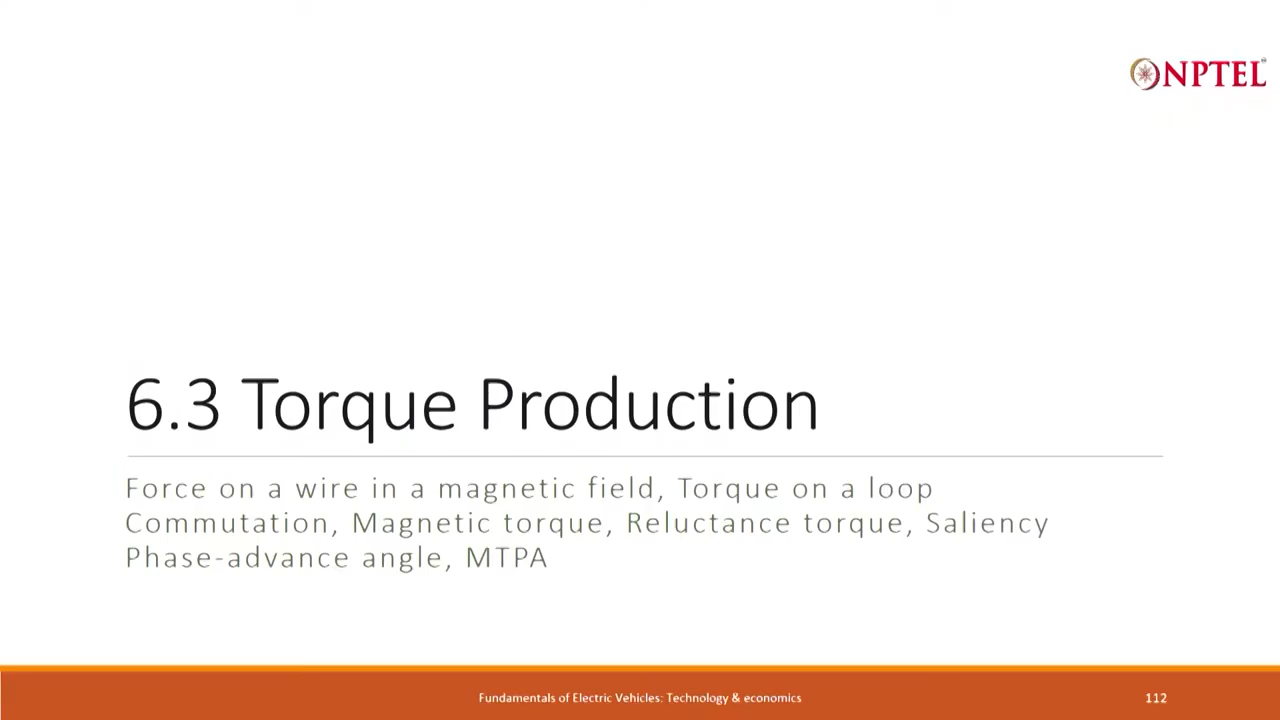 NPTEL
6.3 Torque Production
Force on a wire in a magnetic field, Torque on a loop
Commutation, Magnetic torque, Reluctance torque, Saliency
Phase-advance angle, MTPA
Fundamentals of Electric Vehicles: Technology & economics
112